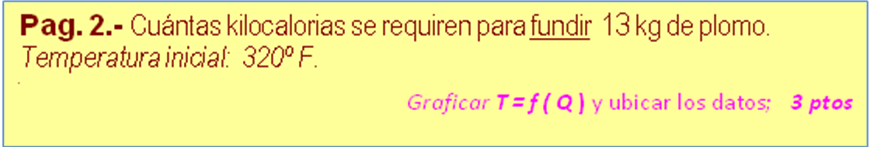 Pag. 2.- Cuántas kilocalorias se requiren para fundir 13 kg de plomo.
Temperatura inicial: 320º F.
Graficar T = f ( Q ) y ubicar los datos; 3 ptos